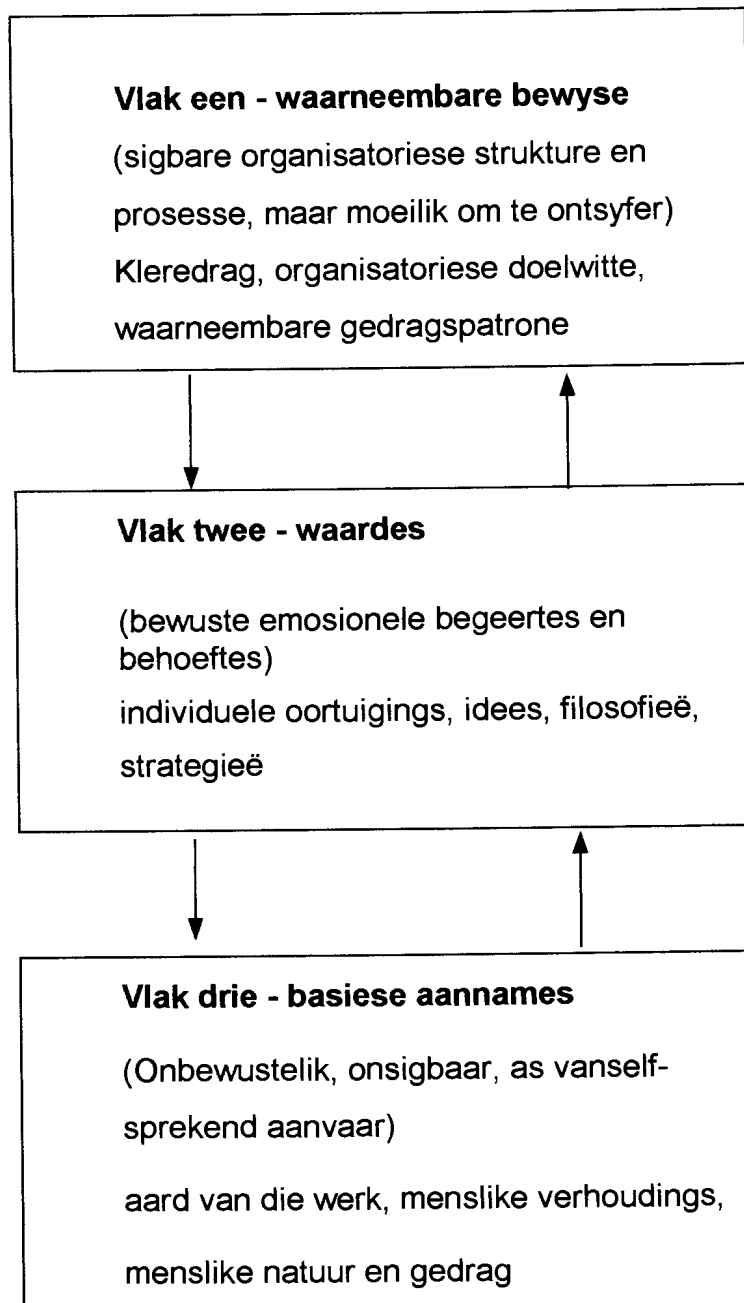 Vlak een - waarneembare bewyse
(sigbare organisatoriese strukture en
prosesse, maar moeilik om te ontsyfer)
Kleredrag, organisatoriese doelwitte,
waarneembare gedragspatrone
Vlak twee - waardes
(bewuste emosionele begeertes en
behoeftes)
individuele oortuigings, idees, filosofieë,
strategieë
Vlak drie - basiese aannames
(Onbewustelik, onsigbaar, as vanself-
sprekend aanvaar)
aard van die werk, menslike verhoudings,
menslike natuur en gedrag